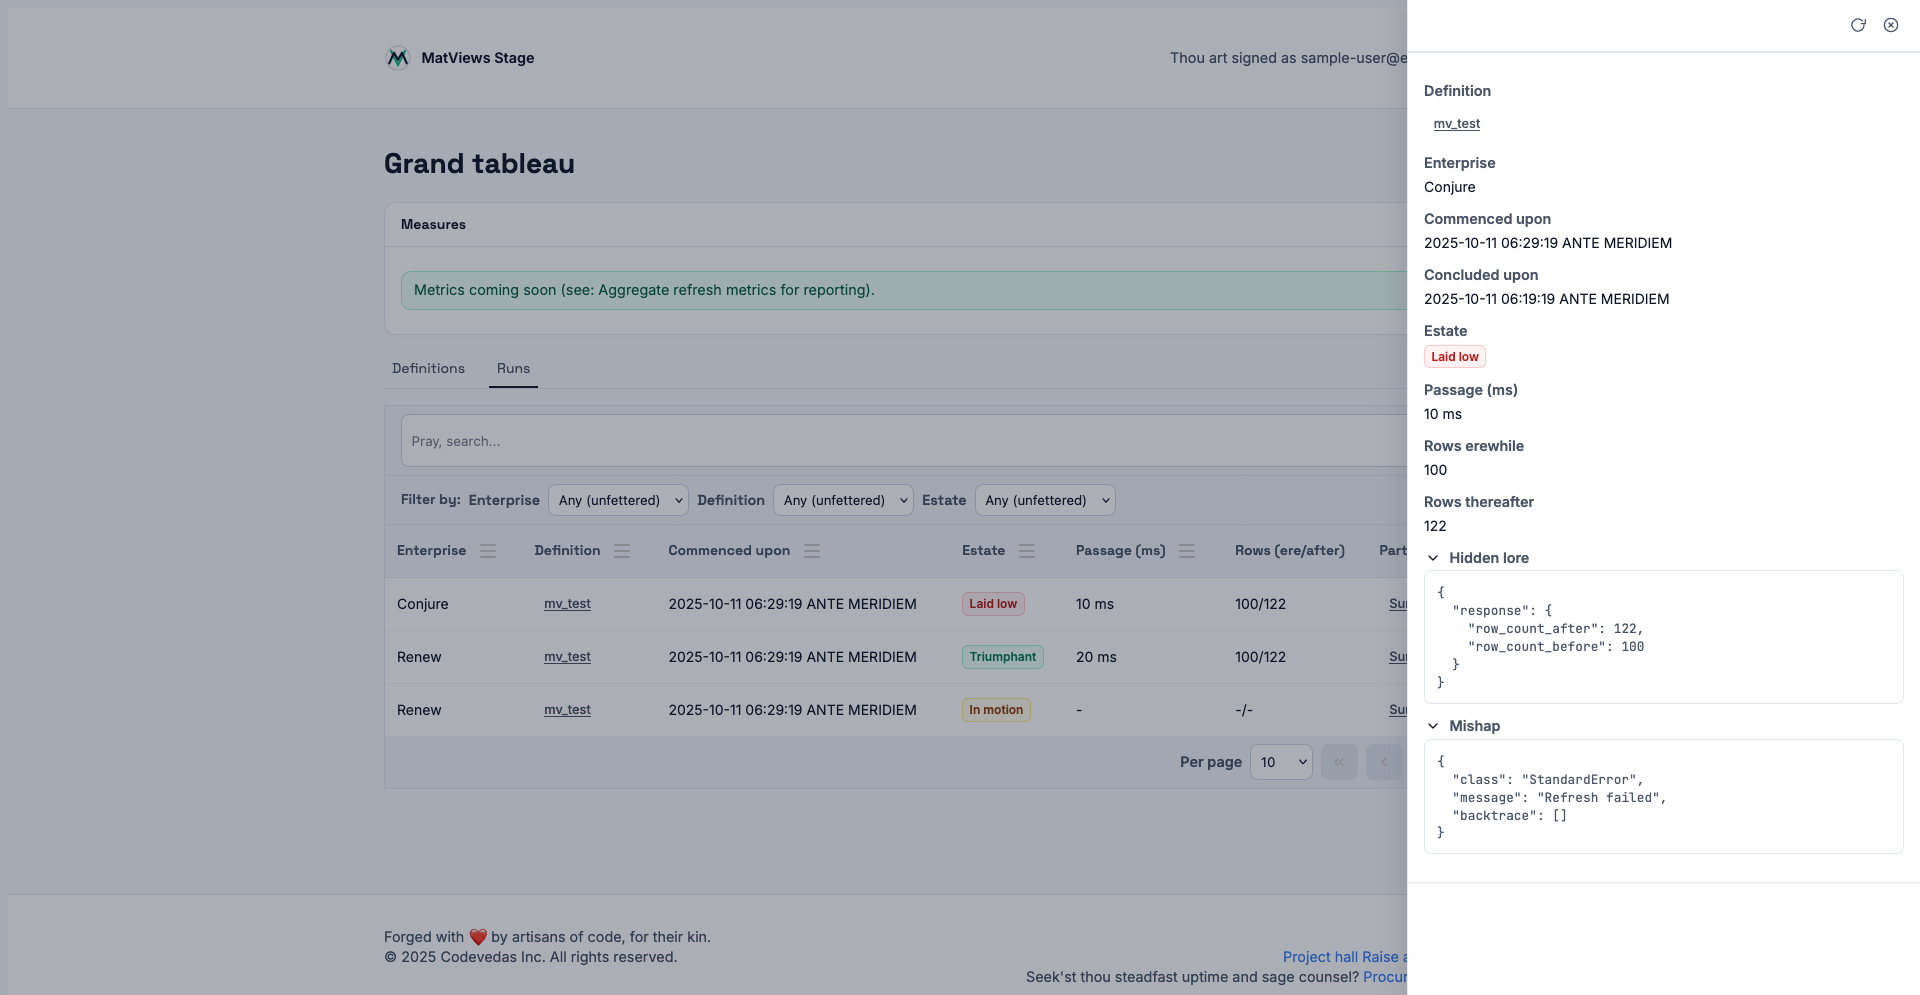 MatViews Stage
Thou art signed as sample-user@e
Grand tableau
Measures
Metrics coming soon (see: Aggregate refresh metrics for reporting).
Definitions Runs
Pray, search...
Filter by: Enterprise Any (unfettered) Definition Any (unfettered) Estate Any (unfettered)
Enterprise Definition Commenced upon Estate Passage (ms) Rows (ere/after) Part
Conjure mv_test 2025-10-11 06:29:19 ANTE MERIDIEM Laid low 10 ms 100/122 Su
Renew mv_test 2025-10-11 06:29:19 ANTE MERIDIEM Triumphant 20 ms 100/122 Su
Renew mv_test 2025-10-11 06:29:19 ANTE MERIDIEM In motion - -/- Su
Per page 10 « ‹
Forged with ❤️ by artisans of code, for their kin.
© 2025 Codevedas Inc. All rights reserved.
Project hall Raise a
Seek'st thou steadfast uptime and sage counsel? Procur
Definition
mv_test
Enterprise
Conjure
Commenced upon
2025-10-11 06:29:19 ANTE MERIDIEM
Concluded upon
2025-10-11 06:19:19 ANTE MERIDIEM
Estate
Laid low
Passage (ms)
10 ms
Rows erewhile
100
Rows thereafter
122
Hidden lore
{
"response": {
"row_count_after": 122,
"row_count_before": 100
}
}
Mishap
{
"class": "StandardError",
"message": "Refresh failed",
"backtrace": []
}